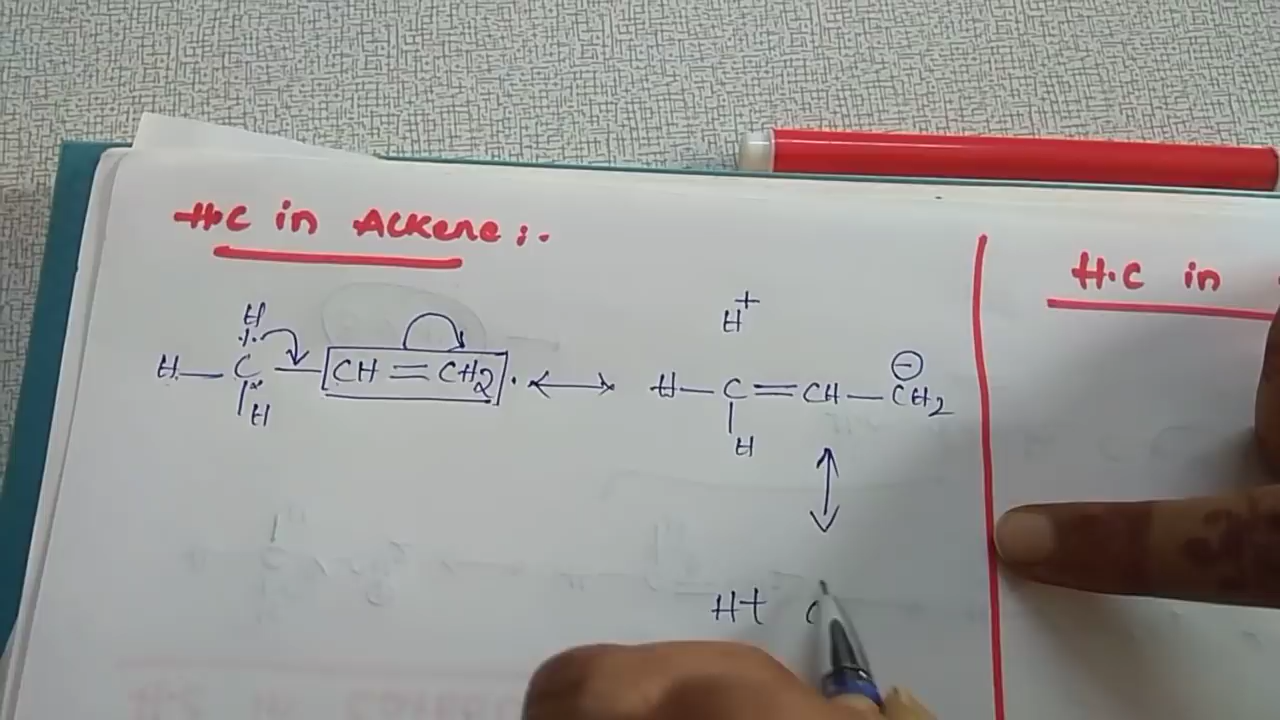 H.C in Alkene :-
H.C in
H
H — C — CH = CH2 . ⟷
H
H+
H — C = CH — CH2
⊖
H
H+ C